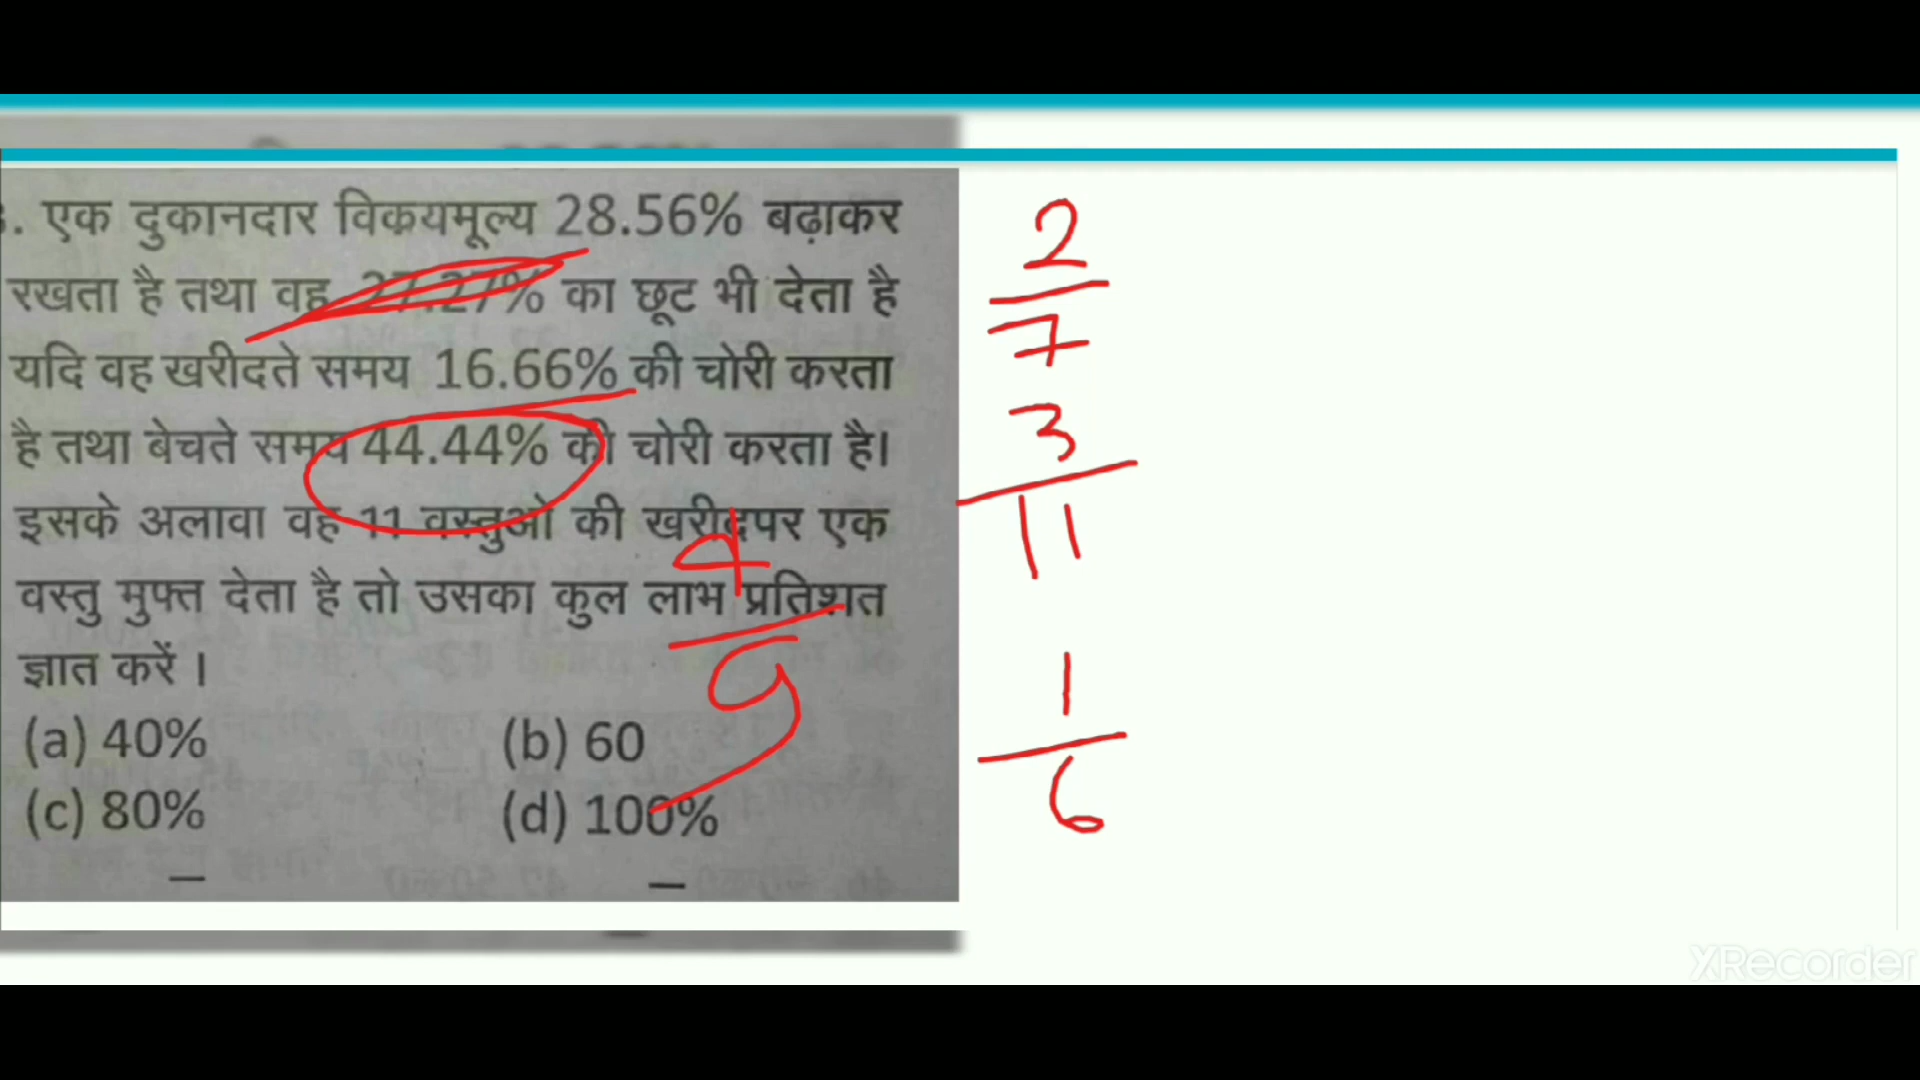 . एक दुकानदार विक्रयमूल्य 28.56% बढ़ाकर
रखता है तथा वह 27.27% का छूट भी देता है
यदि वह खरीदते समय 16.66% की चोरी करता
है तथा बेचते समय 44.44% की चोरी करता है।
इसके अलावा वह 11 वस्तुओ की खरीदपर एक
वस्तु मुफ्त देता है तो उसका कुल लाभ प्रतिशत
ज्ञात करें ।
(a) 40% (b) 60
(c) 80% (d) 100%
4
9
2
7
3
11
1
6
XRecorder